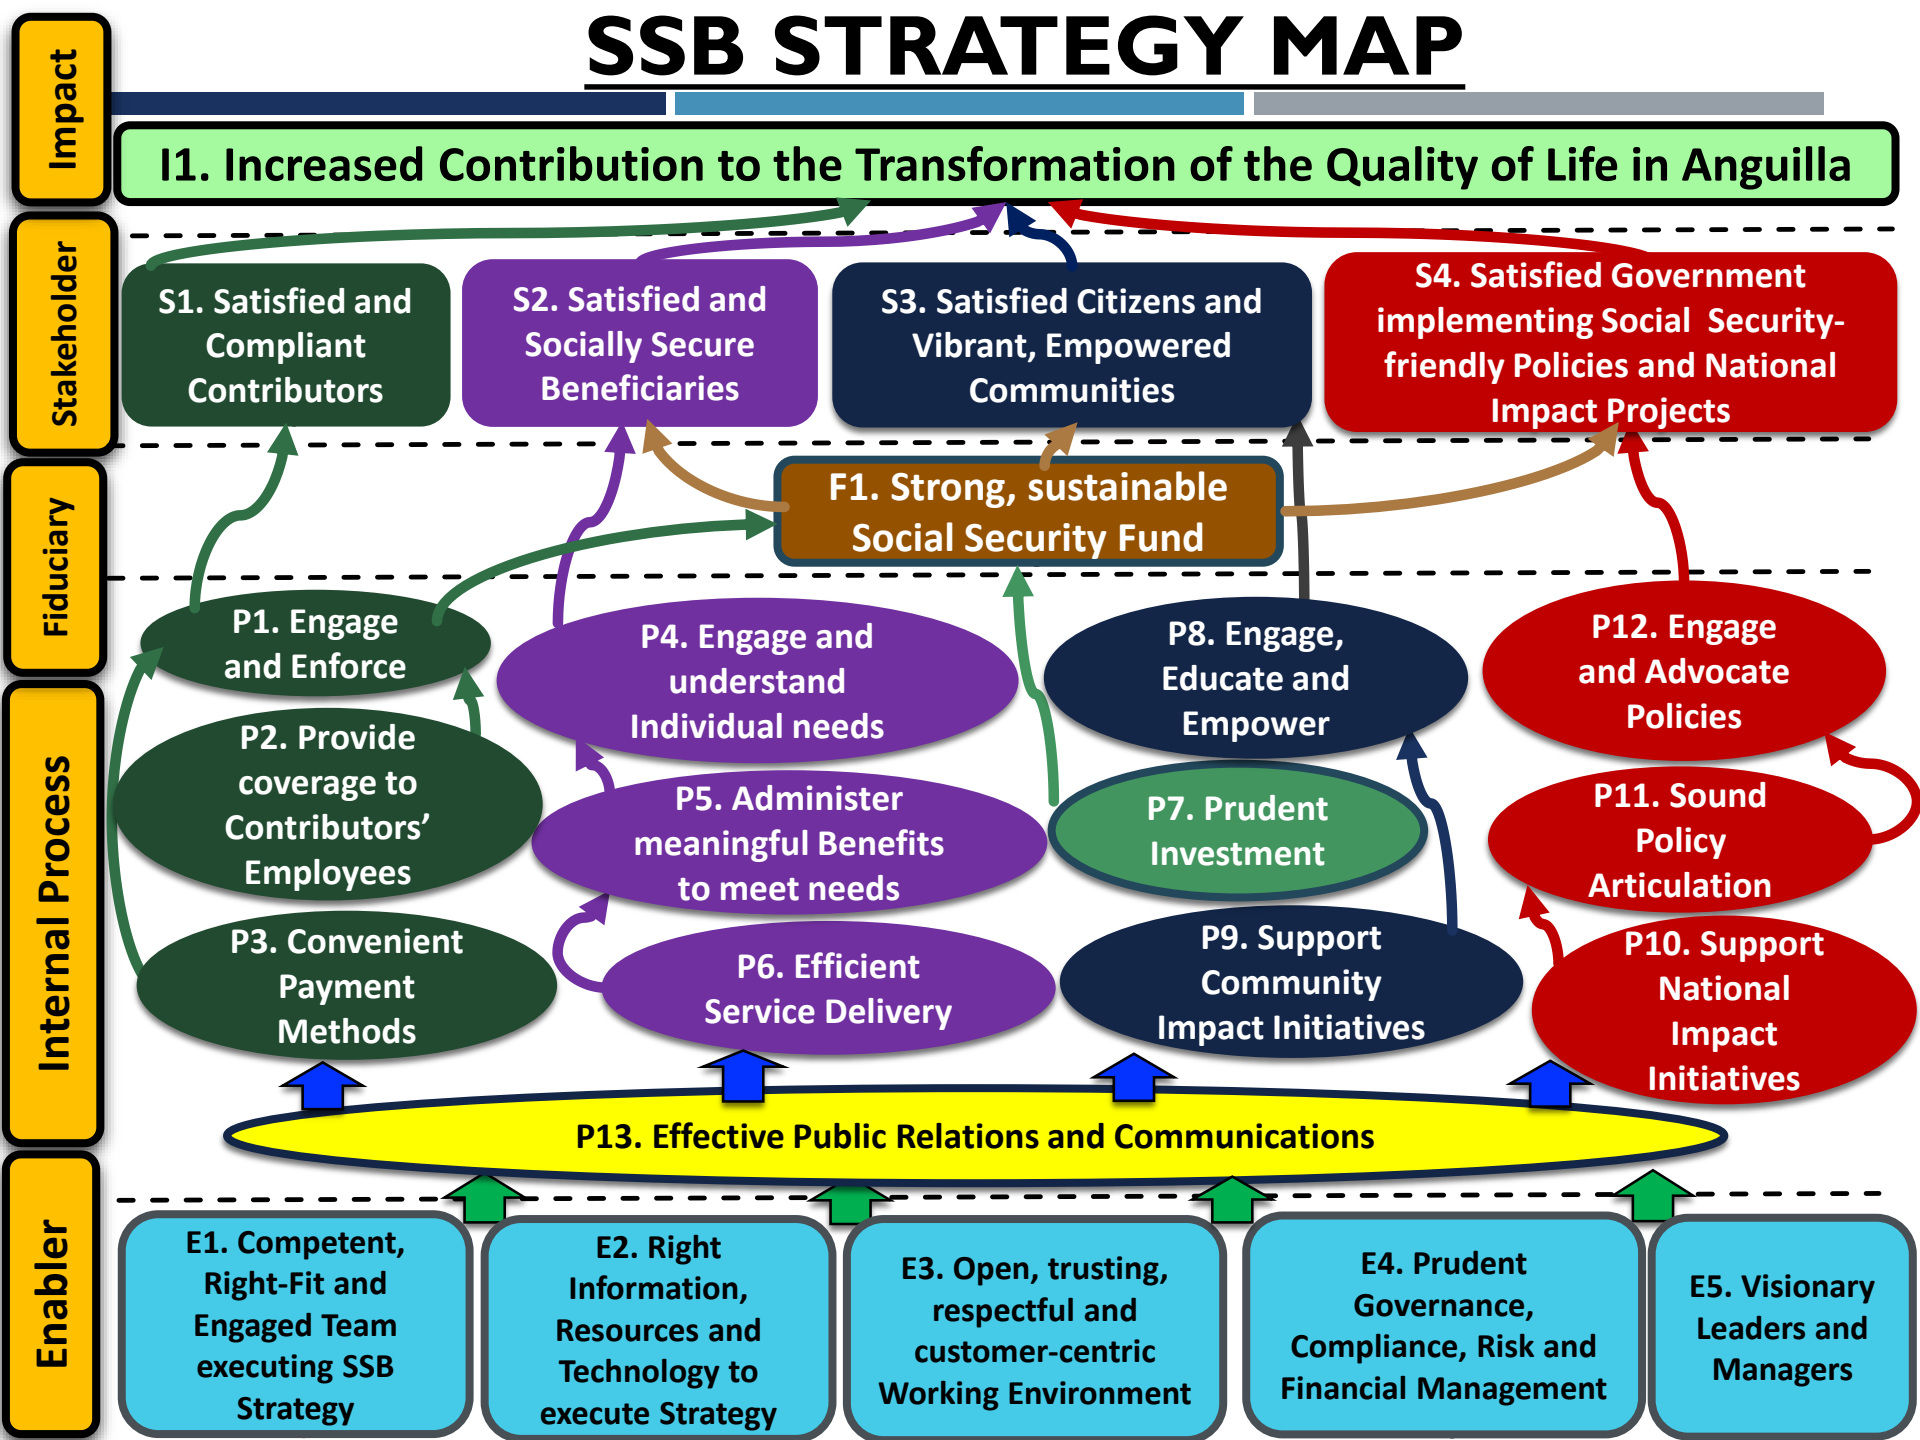 SSB STRATEGY MAP
Impact
I1. Increased Contribution to the Transformation of the Quality of Life in Anguilla
Stakeholder
S1. Satisfied and
Compliant
Contributors
S2. Satisfied and
Socially Secure
Beneficiaries
S3. Satisfied Citizens and
Vibrant, Empowered
Communities
S4. Satisfied Government
implementing Social Security-
friendly Policies and National
Impact Projects
Fiduciary
F1. Strong, sustainable
Social Security Fund
Internal Process
P1. Engage
and Enforce
P2. Provide
coverage to
Contributors’
Employees
P3. Convenient
Payment
Methods
P4. Engage and
understand
Individual needs
P5. Administer
meaningful Benefits
to meet needs
P6. Efficient
Service Delivery
P8. Engage,
Educate and
Empower
P7. Prudent
Investment
P9. Support
Community
Impact Initiatives
P12. Engage
and Advocate
Policies
P11. Sound
Policy
Articulation
P10. Support
National
Impact
Initiatives
P13. Effective Public Relations and Communications
Enabler
E1. Competent,
Right-Fit and
Engaged Team
executing SSB
Strategy
E2. Right
Information,
Resources and
Technology to
execute Strategy
E3. Open, trusting,
respectful and
customer-centric
Working Environment
E4. Prudent
Governance,
Compliance, Risk and
Financial Management
E5. Visionary
Leaders and
Managers